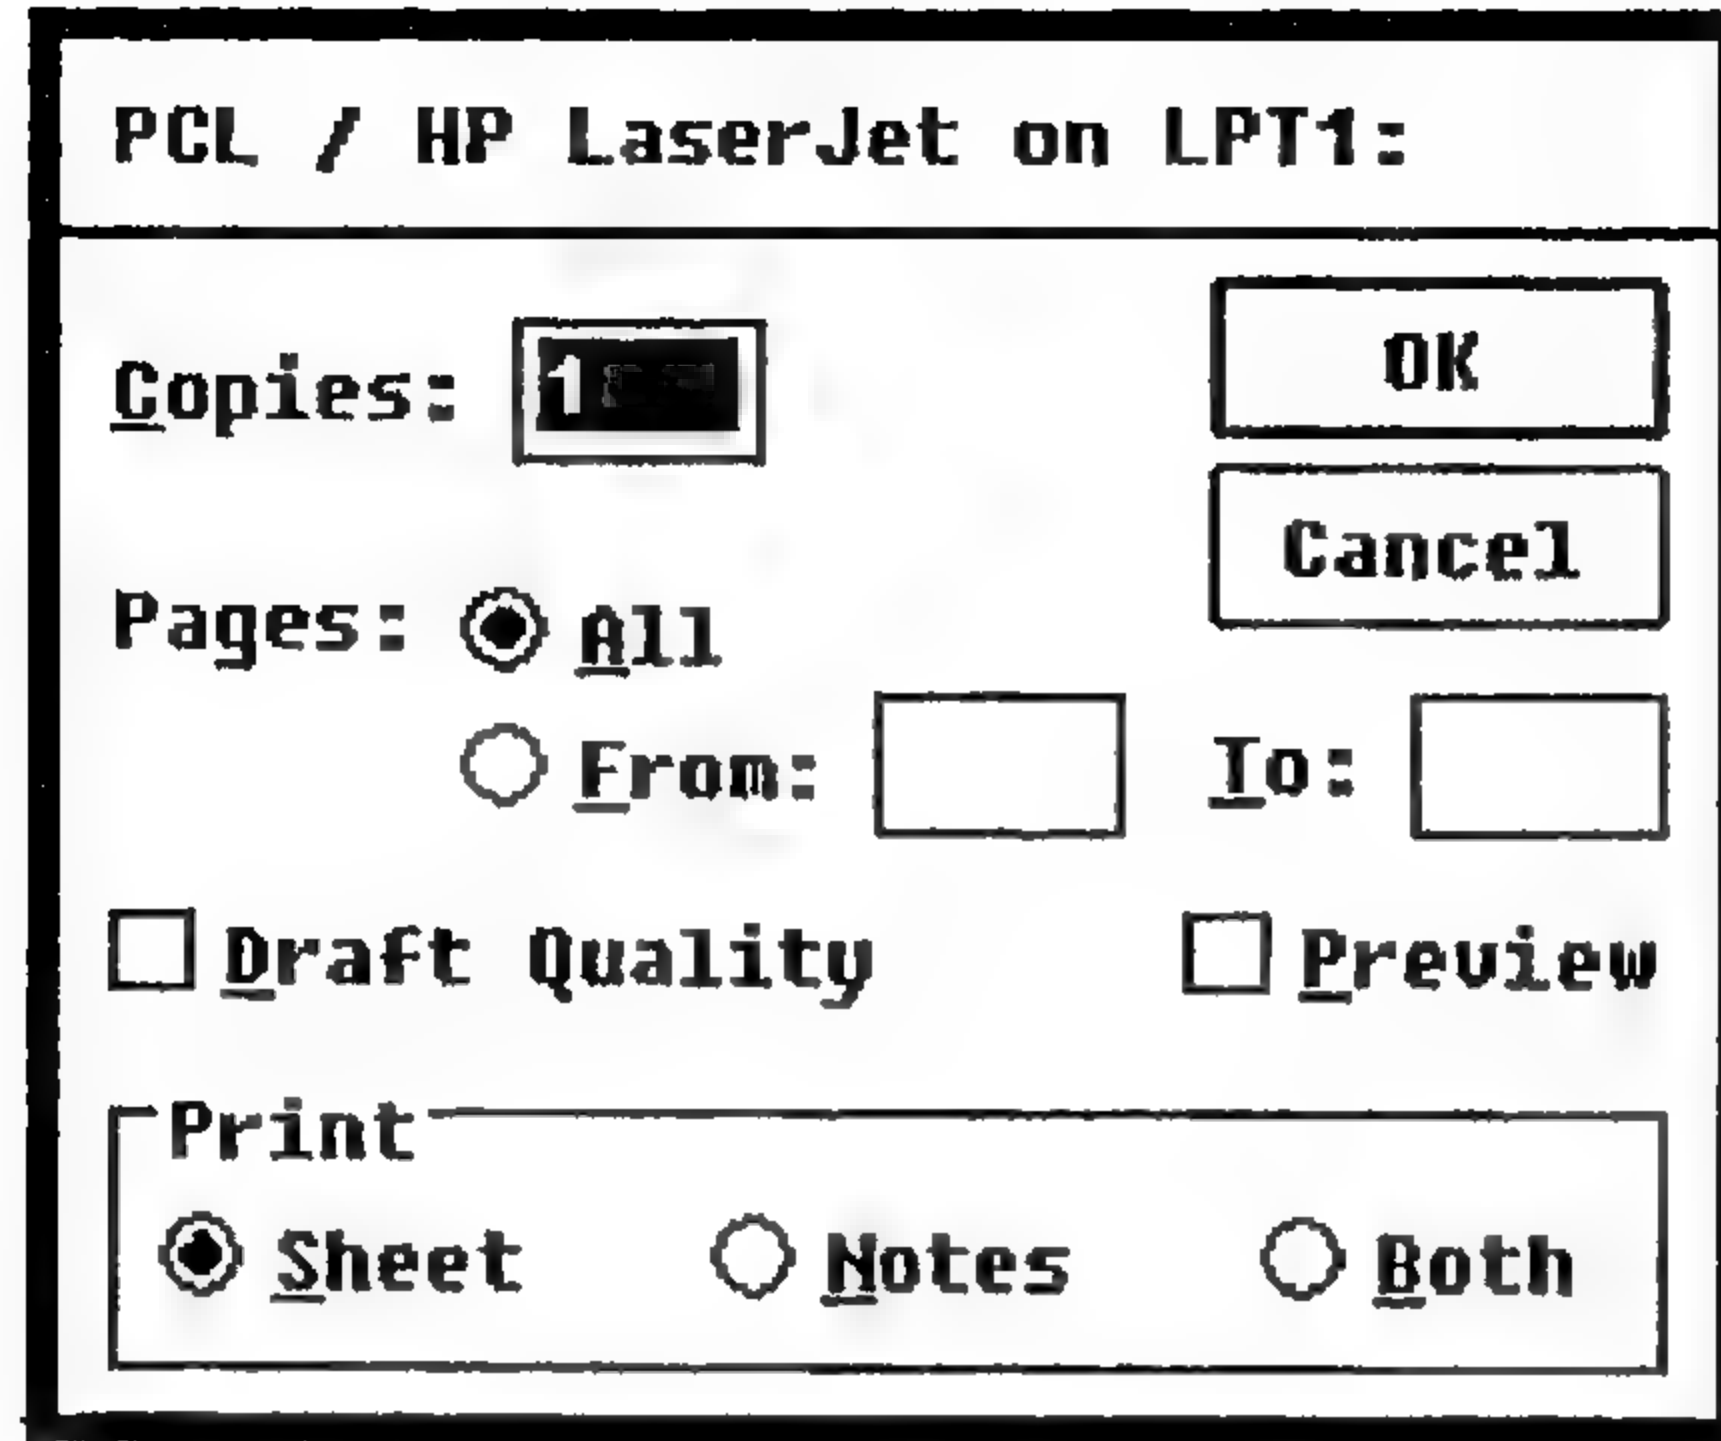 PCL / HP LaserJet on LPT1:
Copies: 1
OK
Cancel
Pages: All
From: To:
Draft Quality Preview
Print
Sheet Notes Both